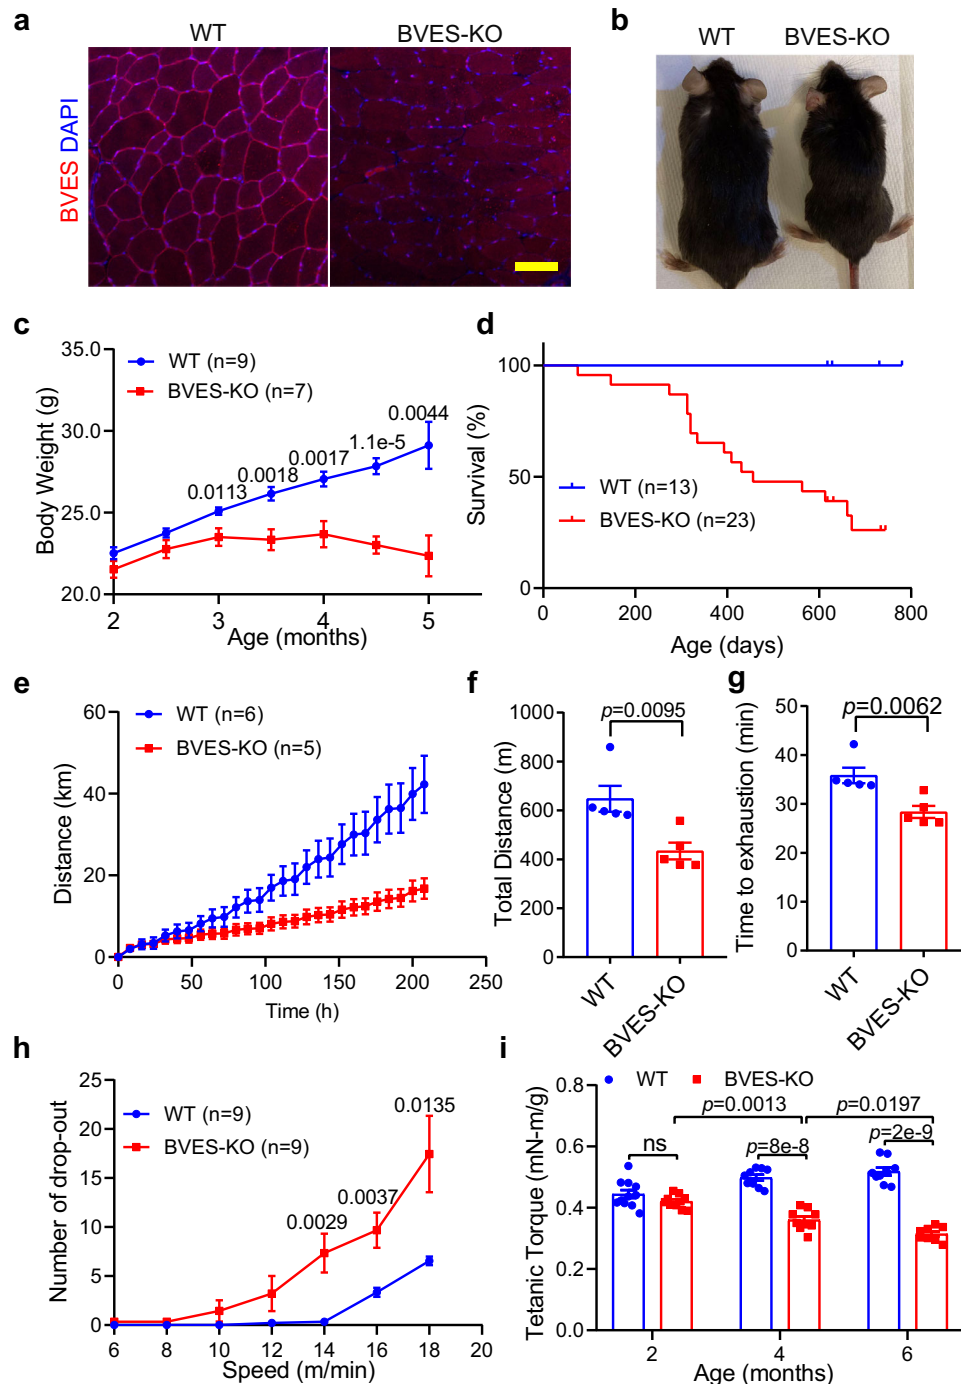 a
WT
BVES-KO
BVES DAPI
b
WT
BVES-KO
c
35.0
30.0
25.0
20.0
Body Weight (g)
WT (n=9)
BVES-KO (n=7)
0.0113
0.0018
0.0017
1.1e-5
0.0044
2 3 4 5
Age (months)
d
100
50
0
Survival (%)
WT (n=13)
BVES-KO (n=23)
0 200 400 600 800
Age (days)
e
60
40
20
0
Distance (km)
WT (n=6)
BVES-KO (n=5)
0 50 100 150 200 250
Time (h)
f
1000
800
600
400
200
0
Total Distance (m)
p=0.0095
WT
BVES-KO
g
50
40
30
20
10
0
Time to exhaustion (min)
p=0.0062
WT
BVES-KO
h
25
20
15
10
5
0
Number of drop-out
WT (n=9)
BVES-KO (n=9)
0.0029
0.0037
0.0135
6 8 10 12 14 16 18 20
Speed (m/min)
i
0.8
0.6
0.4
0.2
0.0
Tetanic Torque (mN-m/g)
WT
BVES-KO
p=0.0013
p=0.0197
ns
p=8e-8
p=2e-9
2 4 6
Age (months)